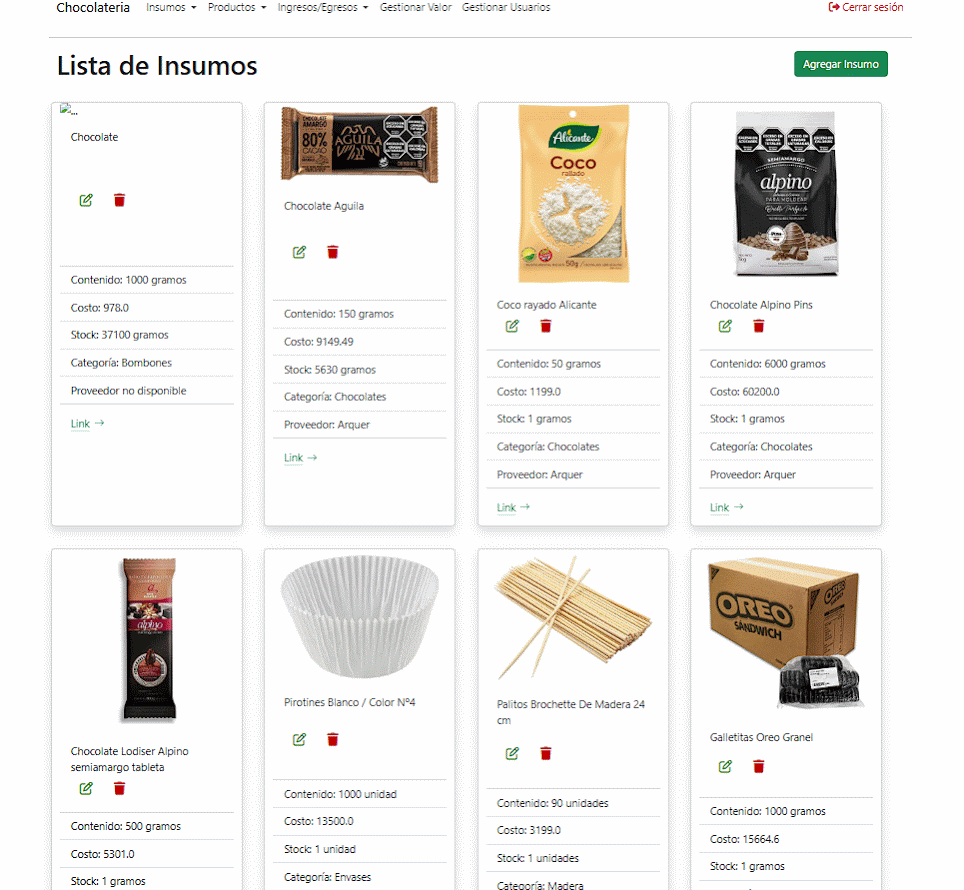 Chocolateria Insumos Productos Ingresos/Egresos Gestionar Valor Gestionar Usuarios Cerrar sesión
Lista de Insumos
Agregar Insumo
...
Chocolate
Contenido: 1000 gramos
Costo: 978.0
Stock: 37100 gramos
Categoría: Bombones
Proveedor no disponible
Link →
CHOCOLATE
AMARGO
80%
CACAO
AGUILA
Chocolate Aguila
Contenido: 150 gramos
Costo: 9149.49
Stock: 5630 gramos
Categoría: Chocolates
Proveedor: Arquer
Link →
Alicante
Coco
rallado
50g
Coco rayado Alicante
Contenido: 50 gramos
Costo: 1199.0
Stock: 1 gramos
Categoría: Chocolates
Proveedor: Arquer
Link →
SEMIAMARGO
alpino
PARA MOLDEAR
Chocolate Alpino Pins
Contenido: 6000 gramos
Costo: 60200.0
Stock: 1 gramos
Categoría: Chocolates
Proveedor: Arquer
Link →
alpino
Chocolate Lodiser Alpino
semiamargo tableta
Contenido: 500 gramos
Costo: 5301.0
Stock: 1 gramos
Pirotines Blanco / Color Nº4
Contenido: 1000 unidad
Costo: 13500.0
Stock: 1 unidad
Categoría: Envases
Palitos Brochette De Madera 24
cm
Contenido: 90 unidades
Costo: 3199.0
Stock: 1 unidades
Categoría: Madera
OREO
SANDWICH
OREO
Galletitas Oreo Granel
Contenido: 1000 gramos
Costo: 15664.6
Stock: 1 gramos